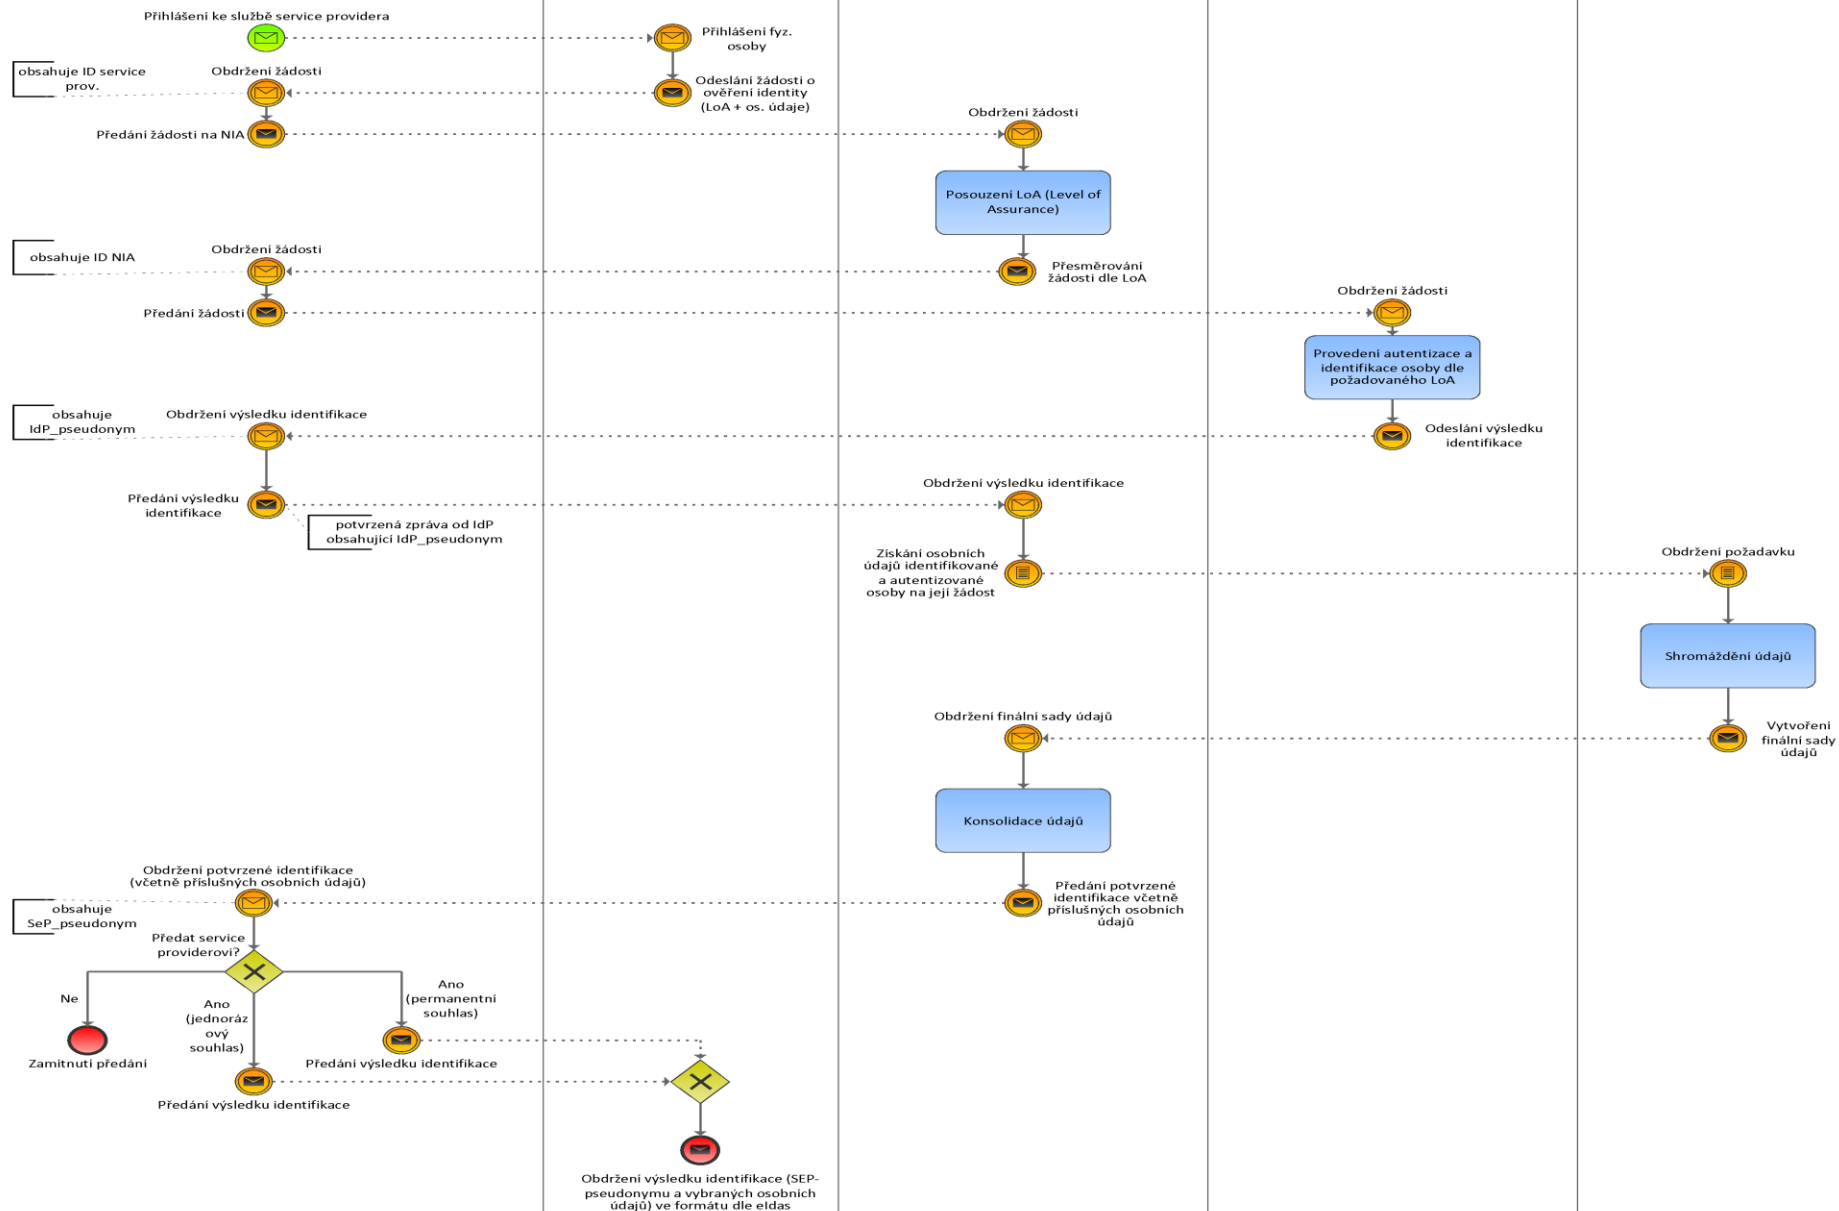 Přihlášení ke službě service providera
Přihlášení fyz.
osoby
obsahuje ID service
prov.
Obdržení žádosti
Odeslání žádosti o
ověření identity
(LoA + os. údaje)
Předání žádosti na NIA
Obdržení žádosti
Posouzení LoA (Level of
Assurance)
obsahuje ID NIA
Obdržení žádosti
Přesměrování
žádosti dle LoA
Předání žádosti
Obdržení žádosti
Provedení autentizace a
identifikace osoby dle
požadovaného LoA
obsahuje
IdP_pseudonym
Obdržení výsledku identifikace
Odeslání výsledku
identifikace
Předání výsledku
identifikace
potvrzená zpráva od IdP
obsahující IdP_pseudonym
Obdržení výsledku identifikace
Získání osobních
údajů identifikované
a autentizované
osoby na její žádost
Obdržení požadavku
Shromáždění údajů
Obdržení finální sady údajů
Vytvoření
finální sady
údajů
Konsolidace údajů
Obdržení potvrzené identifikace
(včetně příslušných osobní údajů)
Předání potvrzené
identifikace včetně
příslušných osobních
údajů
obsahuje
SeP_pseudonym
Předat service
providerovi?
Ne
Ano
(jednoráz
ový
souhlas)
Ano
(permanentní
souhlas)
Zamítnutí předání
Předání výsledku identifikace
Předání výsledku identifikace
Obdržení výsledku identifikace (SEP-
pseudonymu a vybraných osobních
údajů) ve formátu dle eIdas